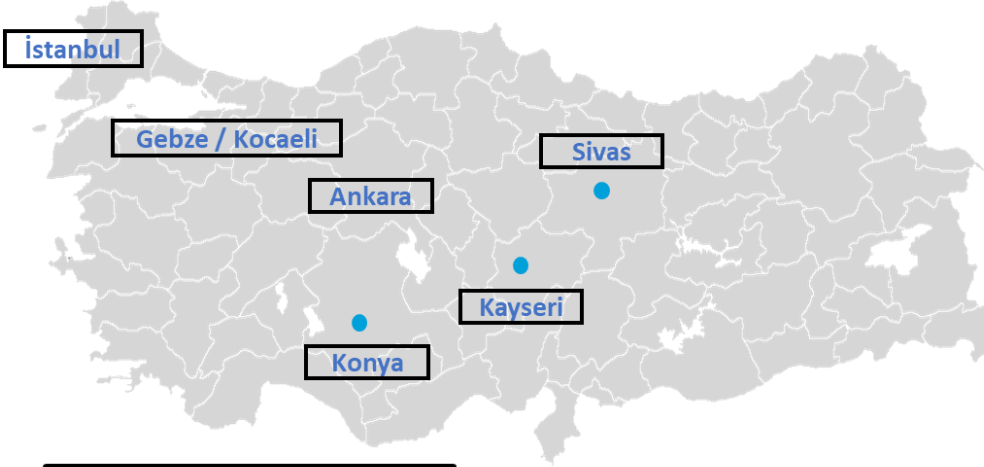 İstanbul
Gebze / Kocaeli
Sivas
Ankara
Kayseri
Konya